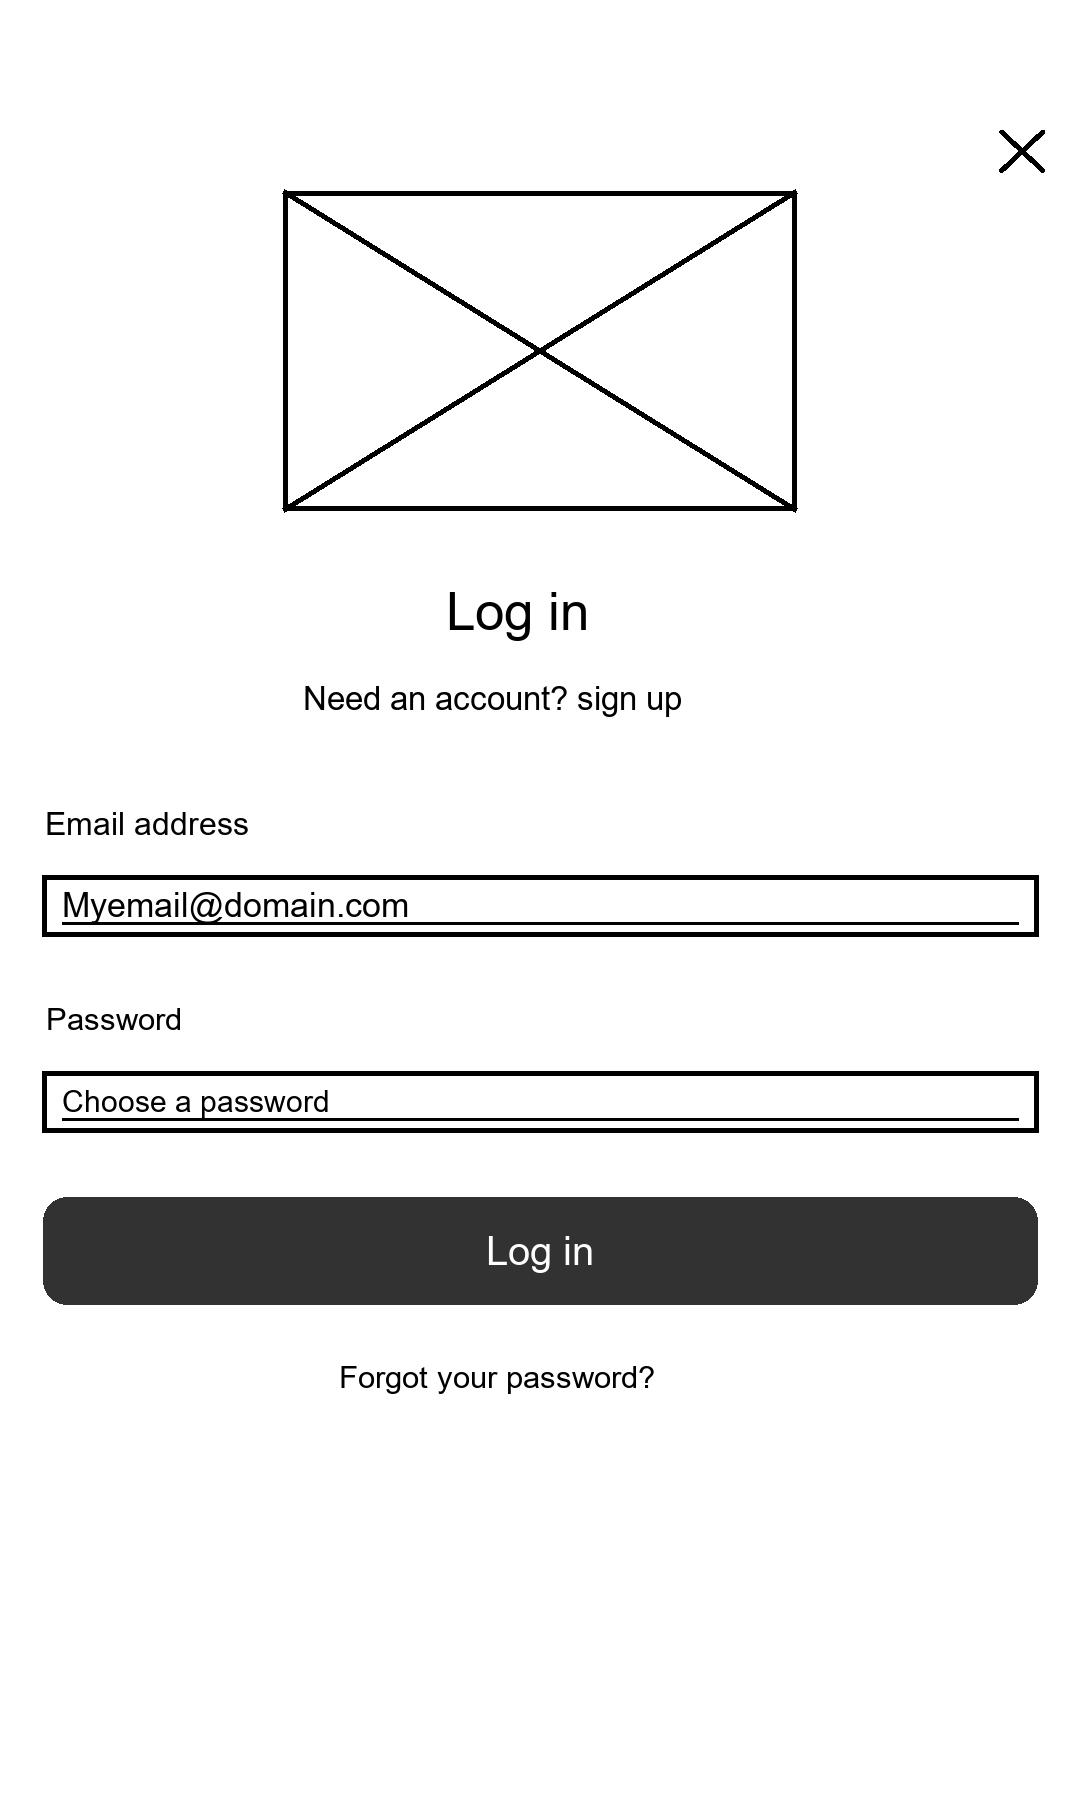 Log in
Need an account? sign up
Email address
Myemail@domain.com
Password
Choose a password
Log in
Forgot your password?